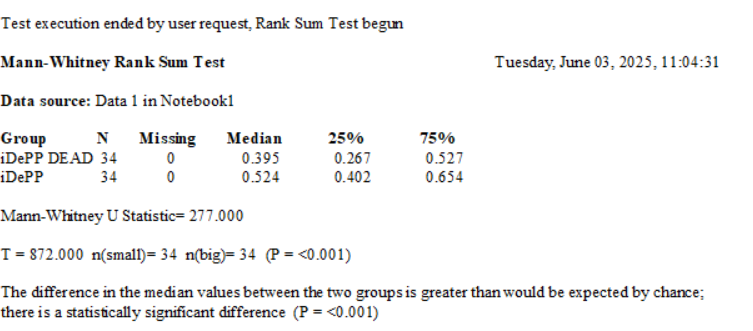 Test execution ended by user request, Rank Sum Test begun
Mann-Whitney Rank Sum Test Tuesday, June 03, 2025, 11:04:31
Data source: Data 1 in Notebook1
Group N Missing Median 25% 75%
iDePP DEAD 34 0 0.395 0.267 0.527
iDePP 34 0 0.524 0.402 0.654
Mann-Whitney U Statistic= 277.000
T = 872.000 n(small)= 34 n(big)= 34 (P = <0.001)
The difference in the median values between the two groups is greater than would be expected by chance;
there is a statistically significant difference (P = <0.001)